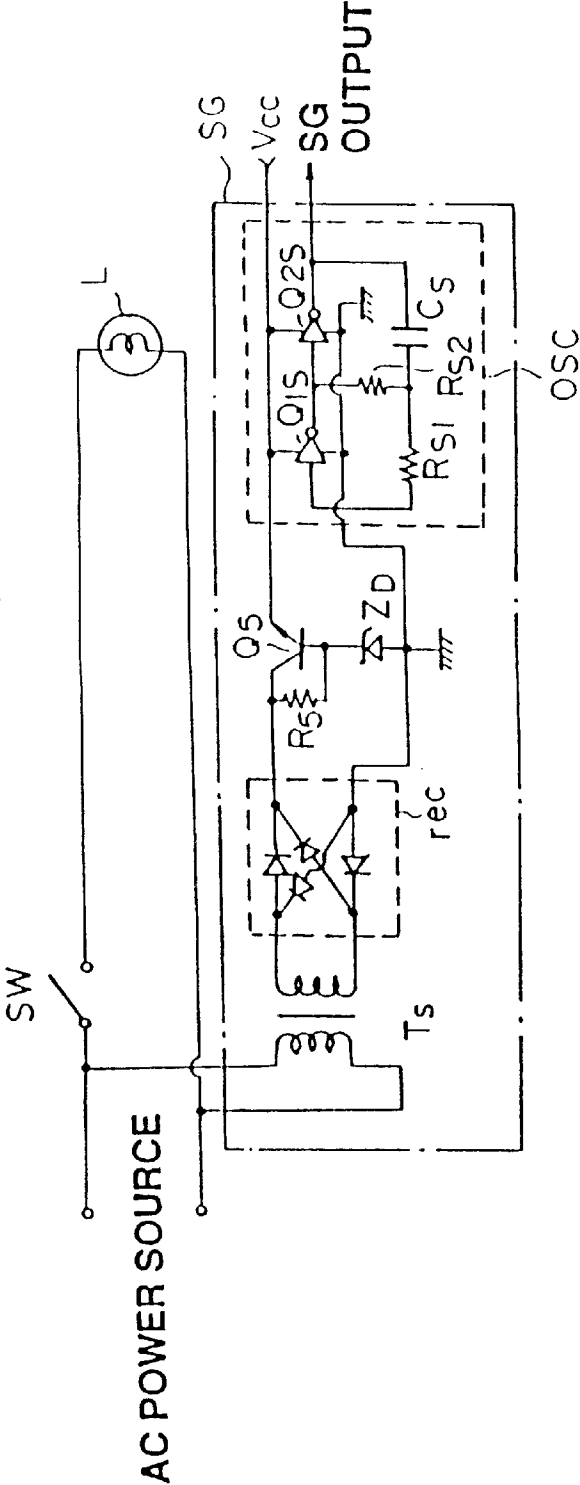 AC POWER SOURCE
SW
L
SG
Vcc
SG
OUTPUT
Ts
rec
R5
Q5
ZD
Q1S
Q2S
RS1
RS2
CS
OSC